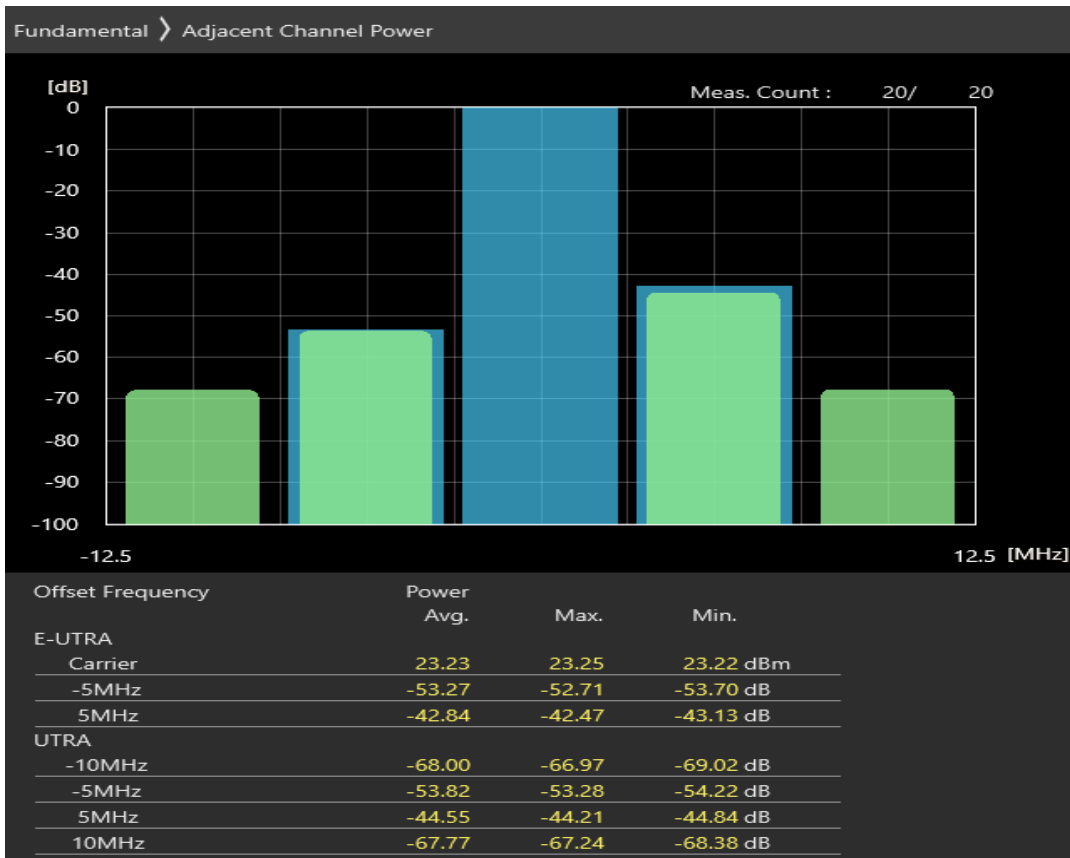 Fundamental 〉 Adjacent Channel Power
[dB]
Meas. Count : 20/ 20
0
-10
-20
-30
-40
-50
-60
-70
-80
-90
-100
-12.5 12.5 [MHz]
Offset Frequency Power
Avg. Max. Min.
E-UTRA
Carrier 23.23 23.25 23.22 dBm
-5MHz -53.27 -52.71 -53.70 dB
5MHz -42.84 -42.47 -43.13 dB
UTRA
-10MHz -68.00 -66.97 -69.02 dB
-5MHz -53.82 -53.28 -54.22 dB
5MHz -44.55 -44.21 -44.84 dB
10MHz -67.77 -67.24 -68.38 dB